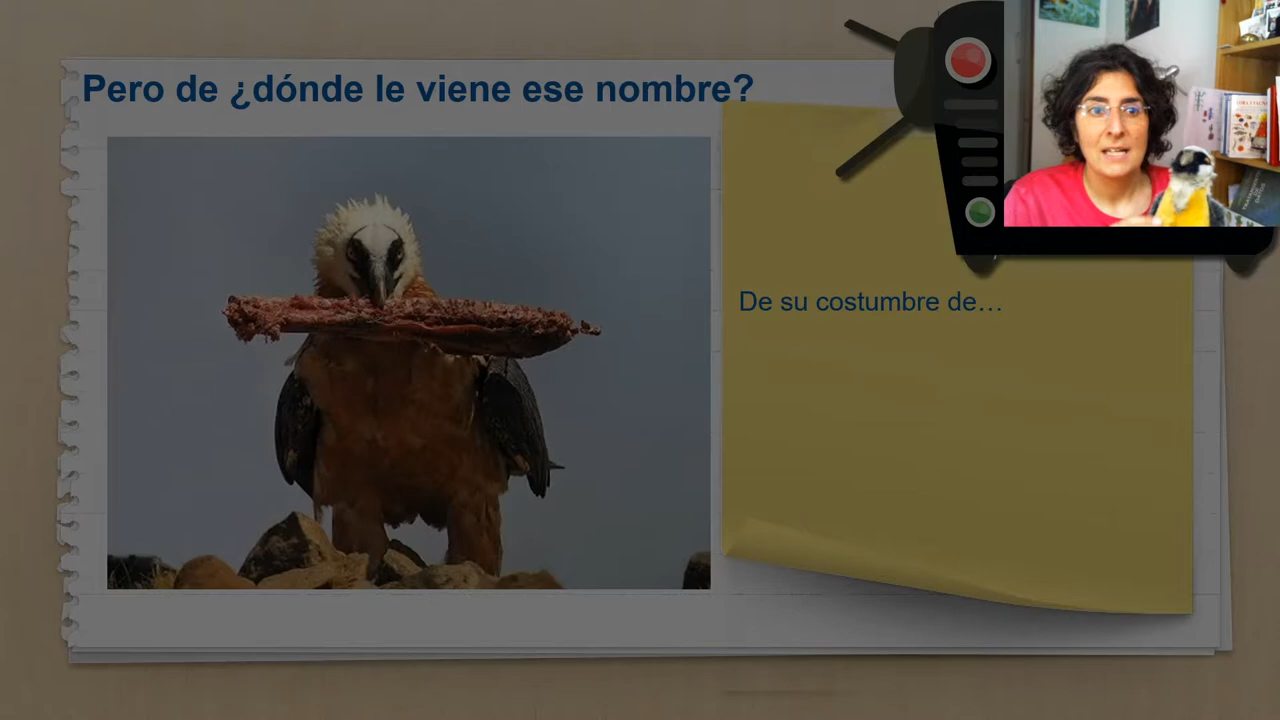 Pero de ¿dónde le viene ese nombre?
De su costumbre de…